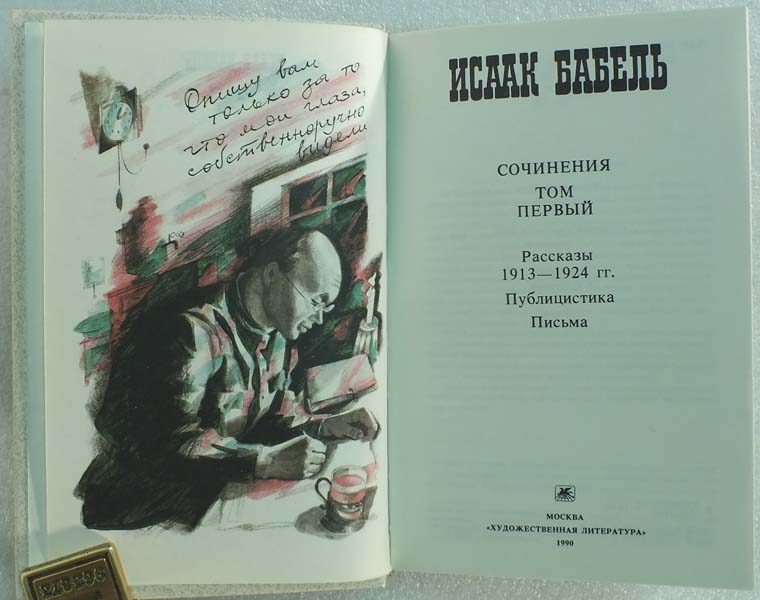 Опишу вам
только за то
что мои глаза,
собственноручно
видели
ИСААК БАБЕЛЬ
СОЧИНЕНИЯ
ТОМ
ПЕРВЫЙ
Рассказы
1913—1924 гг.
Публицистика
Письма
МОСКВА
«ХУДОЖЕСТВЕННАЯ ЛИТЕРАТУРА»
1990